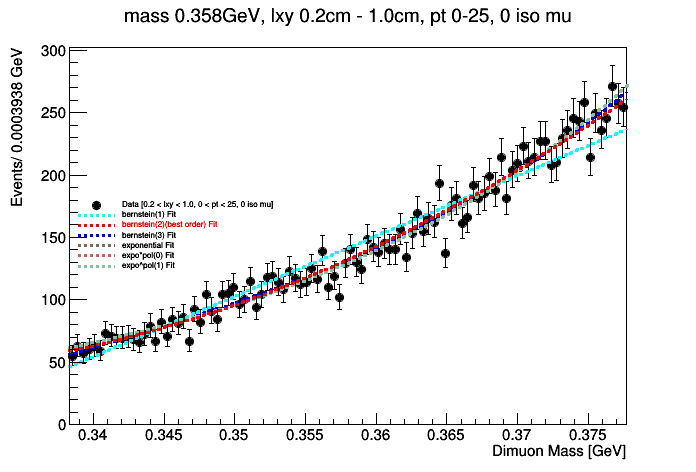 mass 0.358GeV, lxy 0.2cm - 1.0cm, pt 0-25, 0 iso mu
Events/ 0.0003938 GeV
300
250
200
150
100
50
0
Data [0.2 < lxy < 1.0, 0 < pt < 25, 0 iso mu]
bernstein(1) Fit
bernstein(2)(best order) Fit
bernstein(3) Fit
exponential Fit
expo*pol(0) Fit
expo*pol(1) Fit
0.34 0.345 0.35 0.355 0.36 0.365 0.37 0.375
Dimuon Mass [GeV]